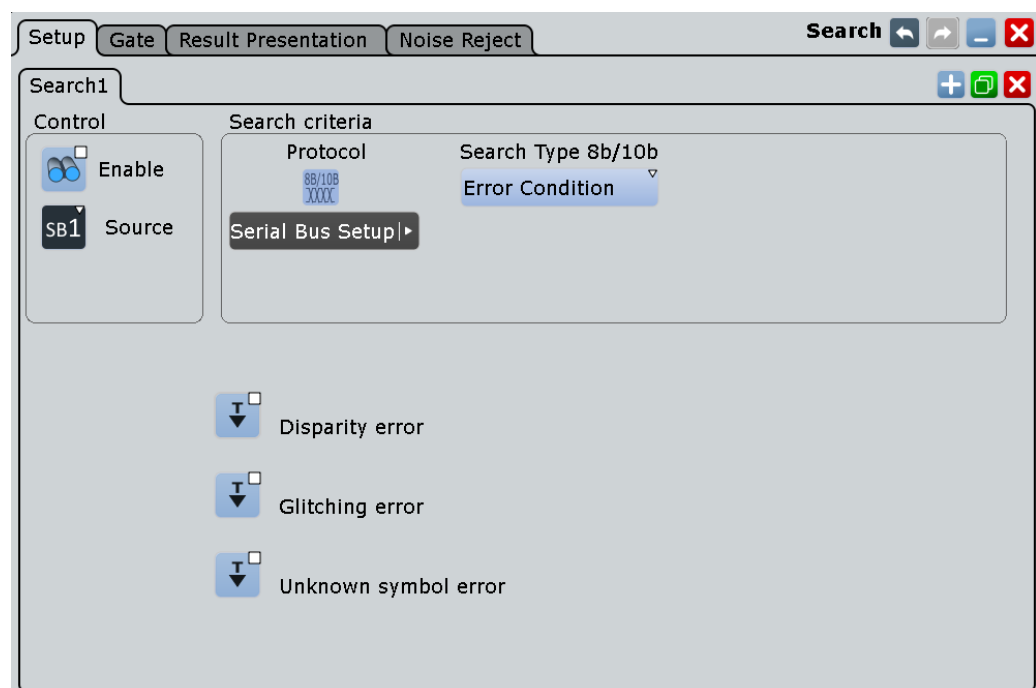 Setup Gate Result Presentation Noise Reject Search
Search1
Control Search criteria
Protocol Search Type 8b/10b
Enable 8B/10B Error Condition
SB1 Source Serial Bus Setup
T Disparity error
T Glitching error
T Unknown symbol error